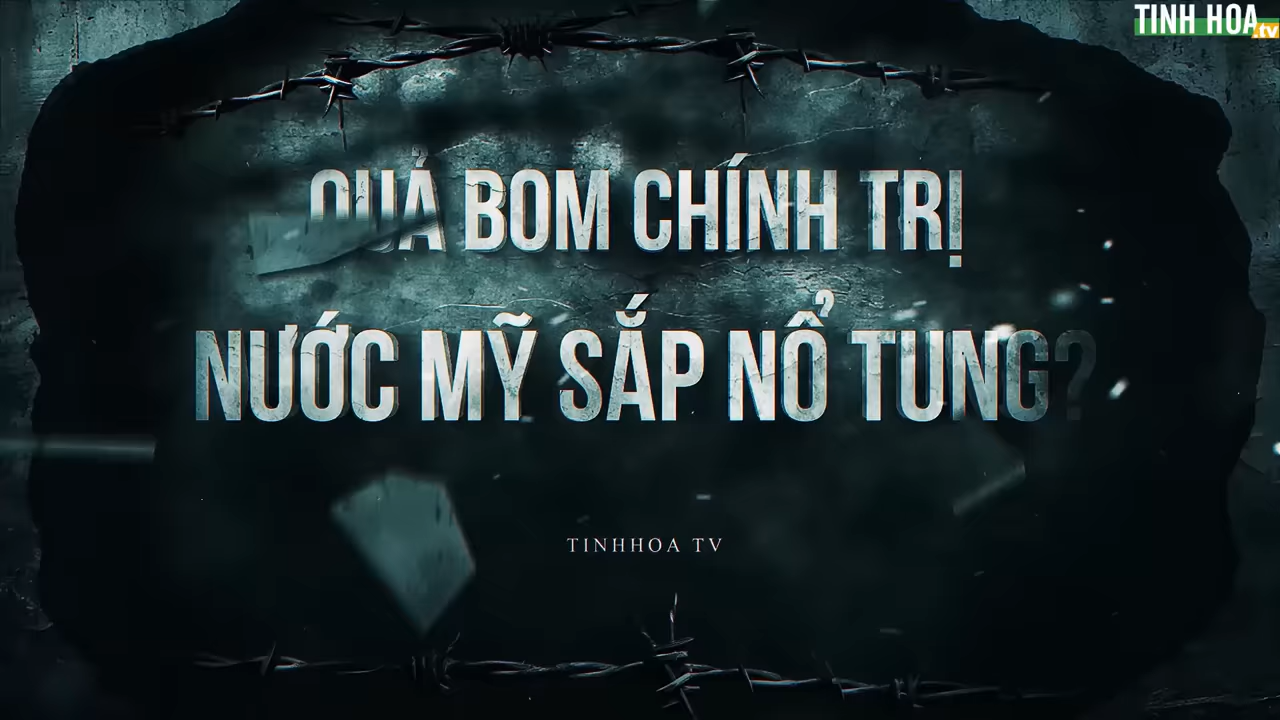 TINH HOA.tv
QUẢ BOM CHÍNH TRỊ
NƯỚC MỸ SẮP NỔ TUNG?
TINHHOA TV